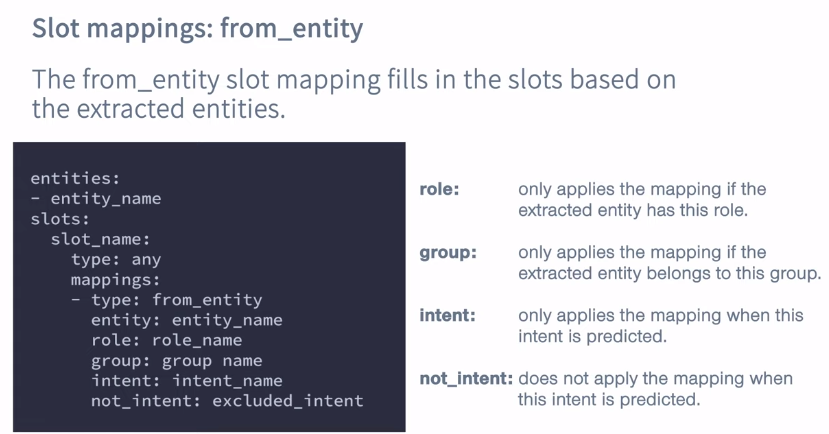 Slot mappings: from_entity
The from_entity slot mapping fills in the slots based on
the extracted entities.
entities:
- entity_name
slots:
  slot_name:
    type: any
    mappings:
    - type: from_entity
      entity: entity_name
      role: role_name
      group: group name
      intent: intent_name
      not_intent: excluded_intent
role: only applies the mapping if the
extracted entity has this role.
group: only applies the mapping if the
extracted entity belongs to this group.
intent: only applies the mapping when this
intent is predicted.
not_intent: does not apply the mapping when
this intent is predicted.